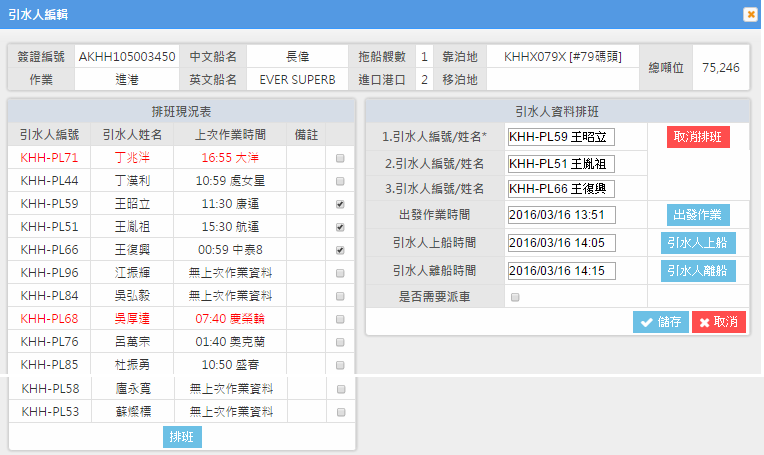 引水人編輯
簽證編號 AKHH105003450 中文船名 長偉 拖船艘數 1 靠泊地 KHHX079X [#79碼頭] 總噸位 75,246
作業 進港 英文船名 EVER SUPERB 進口港口 2 移泊地
排班現況表
引水人編號 引水人姓名 上次作業時間 備註
KHH-PL71 丁兆泮 16:55 大洋
KHH-PL44 丁漢利 10:59 處女星
KHH-PL59 王昭立 11:30 康運
KHH-PL51 王胤祖 15:30 航運
KHH-PL66 王復興 00:59 中泰8
KHH-PL96 江振輝 無上次作業資料
KHH-PL84 吳弘毅 無上次作業資料
KHH-PL68 吳厚達 07:40 慶榮輪
KHH-PL76 呂萬宗 01:40 奧克蘭
KHH-PL85 杜振勇 10:50 盛春
KHH-PL58 盧永寬 無上次作業資料
KHH-PL53 蘇燦標 無上次作業資料
排班
引水人資料排班
1.引水人編號/姓名* KHH-PL59 王昭立 取消排班
2.引水人編號/姓名 KHH-PL51 王胤祖
3.引水人編號/姓名 KHH-PL66 王復興
出發作業時間 2016/03/16 13:51 出發作業
引水人上船時間 2016/03/16 14:05 引水人上船
引水人離船時間 2016/03/16 14:15 引水人離船
是否需要派車
儲存 取消